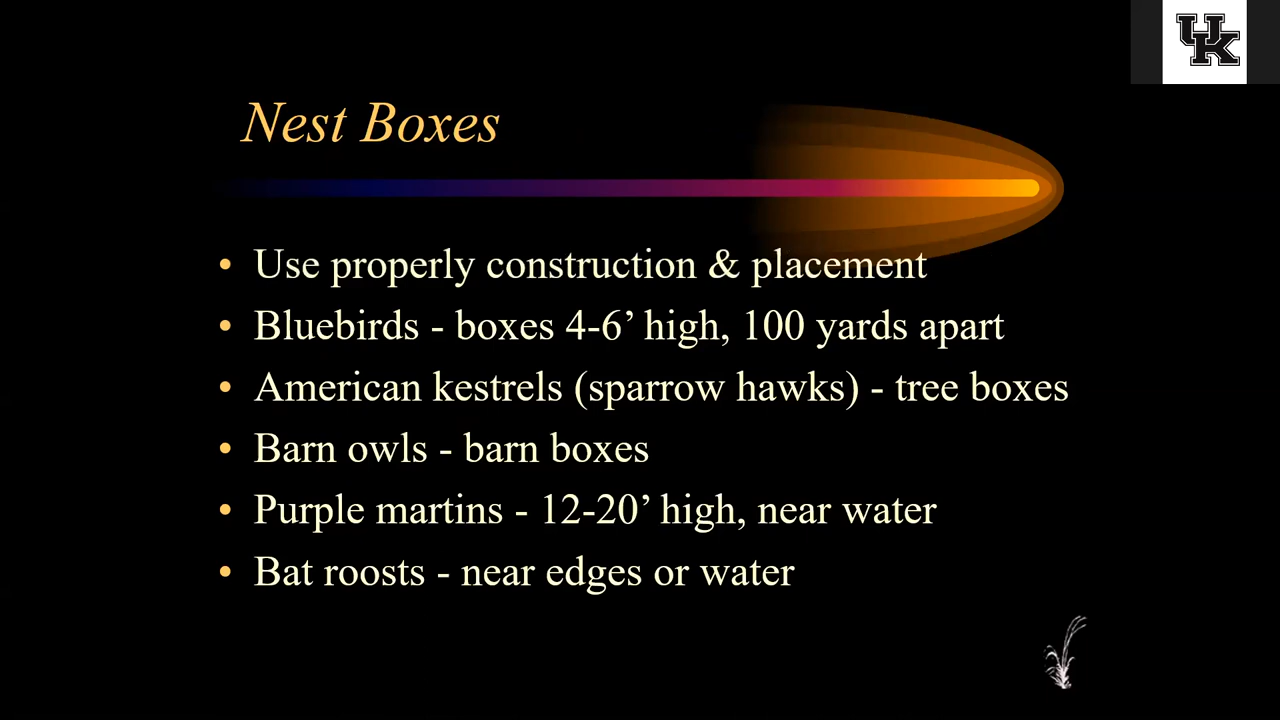 UK
Nest Boxes
• Use properly construction & placement
• Bluebirds - boxes 4-6’ high, 100 yards apart
• American kestrels (sparrow hawks) - tree boxes
• Barn owls - barn boxes
• Purple martins - 12-20’ high, near water
• Bat roosts - near edges or water